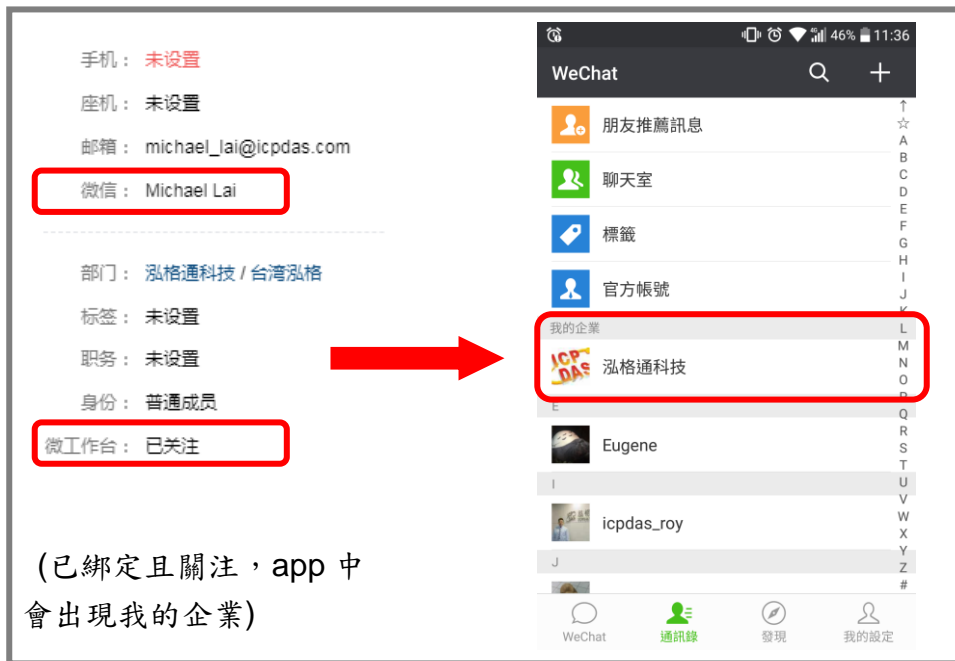 手机： 未设置
座机： 未设置
邮箱： michael_lai@icpdas.com
微信： Michael Lai
部门： 泓格通科技 / 台湾泓格
标签： 未设置
职务： 未设置
身份： 普通成员
微工作台： 已关注
(已綁定且關注，app 中
會出現我的企業)
46% 11:36
WeChat
朋友推薦訊息
聊天室
標籤
官方帳號
我的企業
ICP DAS
泓格通科技
E
Eugene
I
icpdas_roy
J
↑
☆
A
B
C
D
E
F
G
H
I
J
K
L
M
N
O
P
Q
R
S
T
U
V
W
X
Y
Z
#
WeChat 通訊錄 發現 我的設定